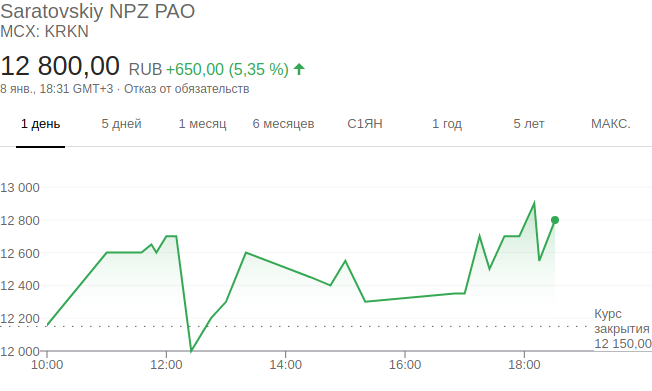 Saratovskiy NPZ PAO
MCX: KRKN
12 800,00 RUB +650,00 (5,35 %)
8 янв., 18:31 GMT+3 · Отказ от обязательств
1 день 5 дней 1 месяц 6 месяцев С1ЯН 1 год 5 лет МАКС.
13 000
12 800
12 600
12 400
12 200
12 000
Курс
закрытия
12 150,00
10:00 12:00 14:00 16:00 18:00